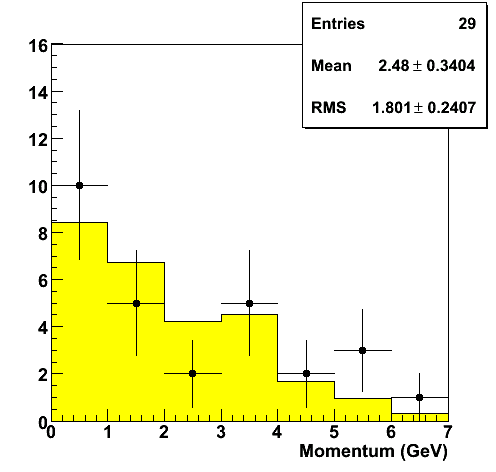 Entries 29
Mean 2.48 ± 0.3404
RMS 1.801 ± 0.2407
16
14
12
10
8
6
4
2
0
0 1 2 3 4 5 6 7
Momentum (GeV)